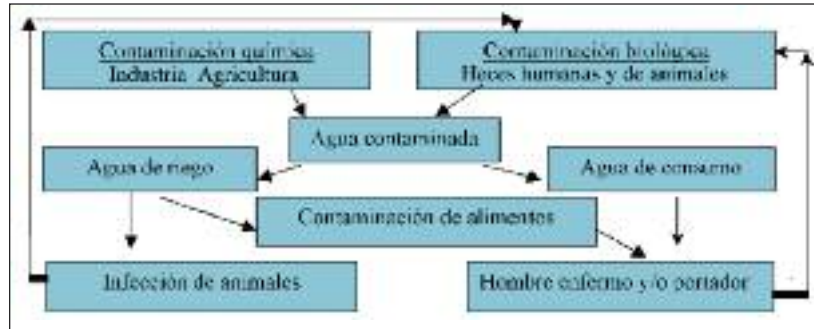 Contaminación química
Industria Agricultura
Contaminación biológica
Heces humanas y de animales
Agua contaminada
Agua de riego
Agua de consumo
Contaminación de alimentos
Infección de animales
Hombre enfermo y/o portador